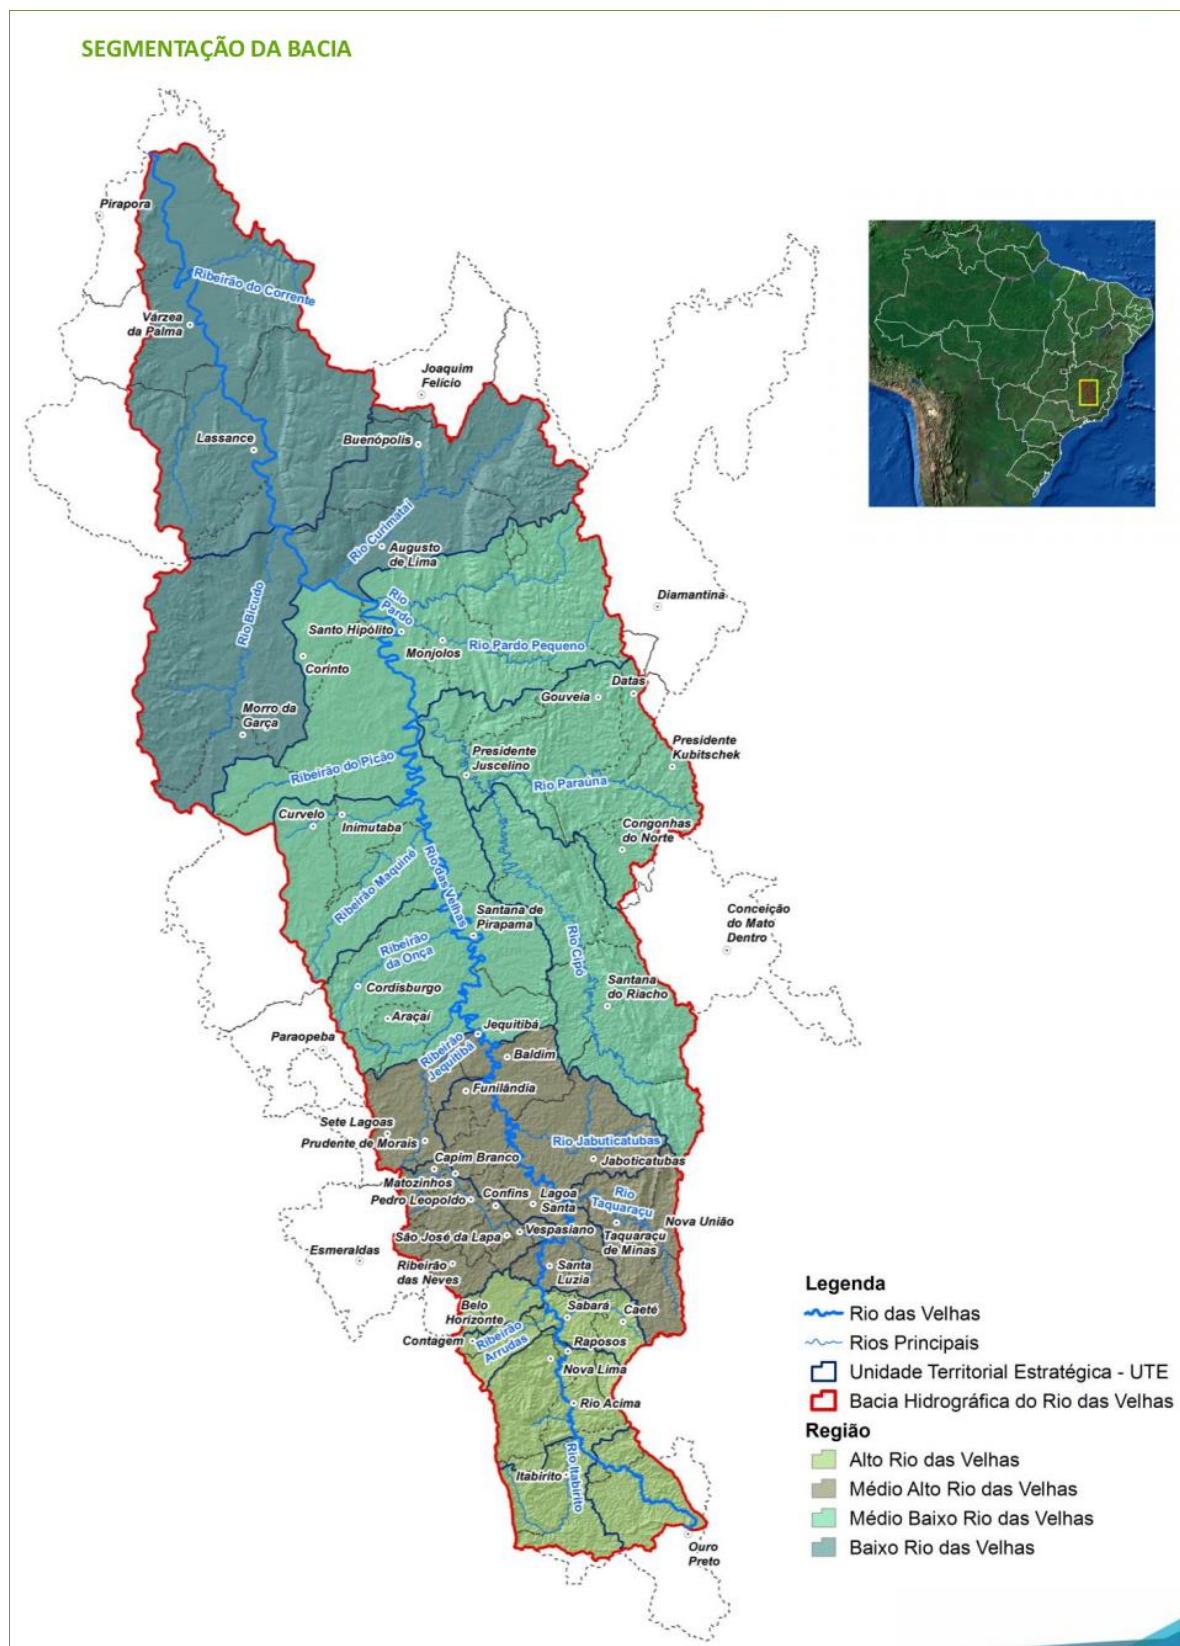 SEGMENTAÇÃO DA BACIA
Pirapora
Ribeirão do Corrente
Várzea
da Palma
Joaquim
Felício
Lassance
Buenópolis
Rio Curimataí
Augusto
de Lima
Rio Bicudo
Rio
Pardo
Diamantina
Santo Hipólito
Monjolos
Rio Pardo Pequeno
Corinto
Datas
Gouveia
Morro da
Garça
Presidente
Kubitschek
Presidente
Juscelino
Ribeirão do Picão
Rio Paraúna
Curvelo
Inimutaba
Congonhas
do Norte
Ribeirão Maquiné
Rio das Velhas
Santana de
Pirapama
Conceição
do Mato
Dentro
Ribeirão
da Onça
Rio Cipó
Cordisburgo
Santana
do Riacho
Araçaí
Jequitibá
Paraopeba
Ribeirão
Jequitibá
Baldim
Funilândia
Sete Lagoas
Prudente de Morais
Rio Jabuticatubas
Capim Branco
Jaboticatubas
Matozinhos
Pedro Leopoldo
Confins
Lagoa
Santa
Rio
Taquaraçu
Nova União
São José da Lapa
Vespasiano
Taquaraçu
de Minas
Esmeraldas
Ribeirão
das Neves
Santa
Luzia
Belo
Horizonte
Sabará
Caeté
Contagem
Ribeirão
Arrudas
Raposos
Nova Lima
Rio Acima
Itabirito
Rio Itabirito
Ouro
Preto
Legenda
Rio das Velhas
Rios Principais
Unidade Territorial Estratégica - UTE
Bacia Hidrográfica do Rio das Velhas
Região
Alto Rio das Velhas
Médio Alto Rio das Velhas
Médio Baixo Rio das Velhas
Baixo Rio das Velhas